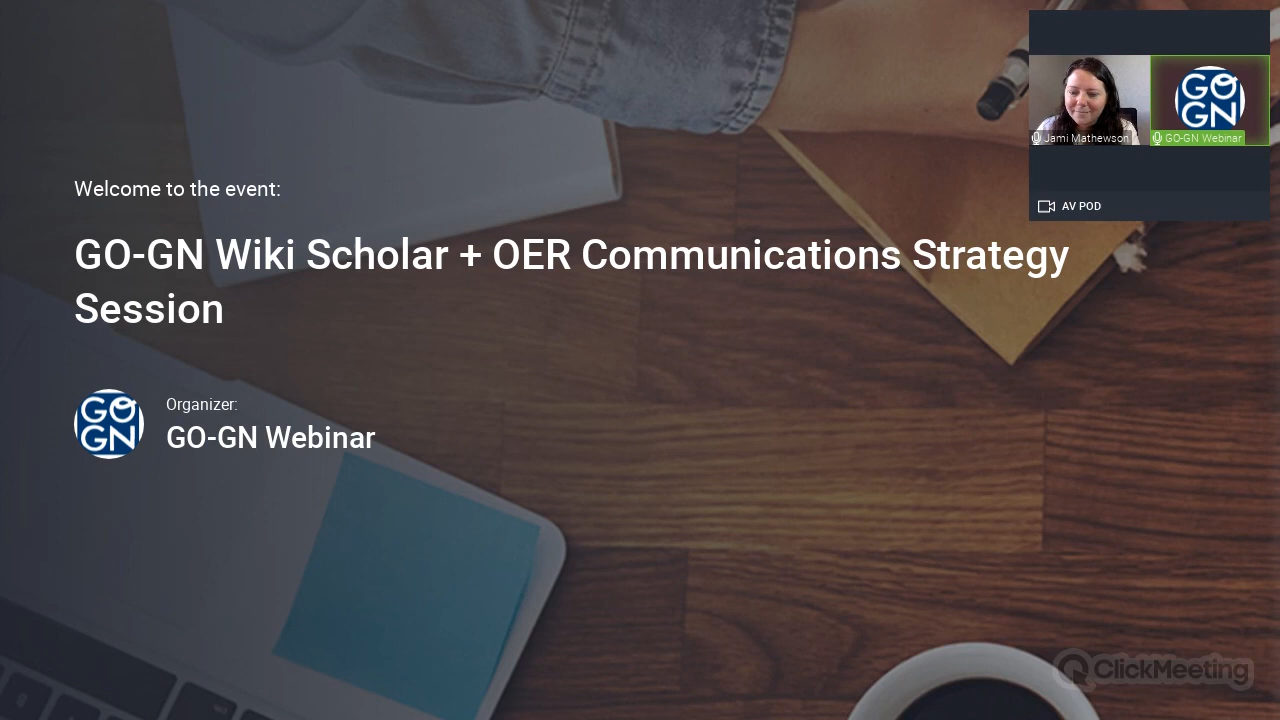 Welcome to the event:
GO-GN Wiki Scholar + OER Communications Strategy
Session
GO
GN
Organizer:
GO-GN Webinar
GO
GN
Jami Mathewson
GO-GN Webinar
AV POD
ClickMeeting